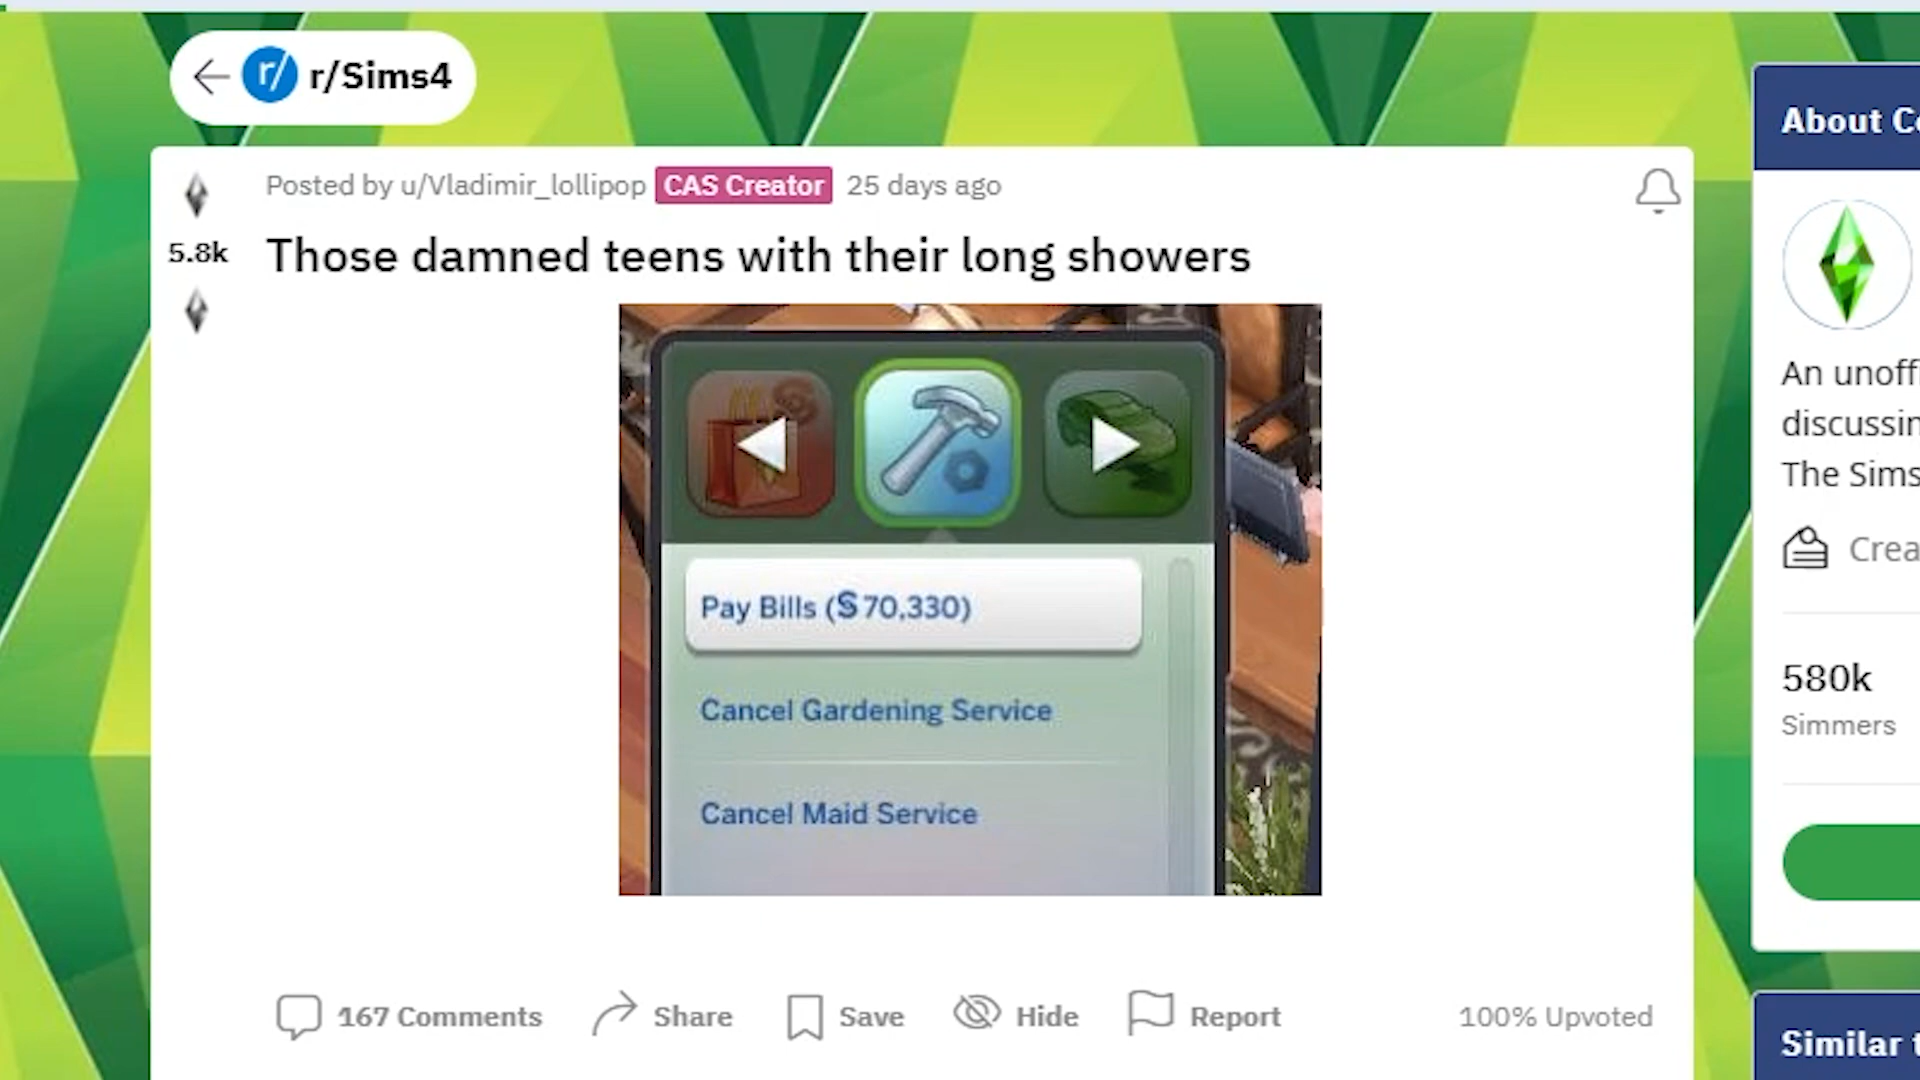 r/ r/Sims4
Posted by u/Vladimir_lollipop CAS Creator 25 days ago
5.8k
Those damned teens with their long showers
Pay Bills (§70,330)
Cancel Gardening Service
Cancel Maid Service
167 Comments Share Save Hide Report 100% Upvoted
About Co
An unoffi
discussin
The Sims
Crea
580k
Simmers
Similar t